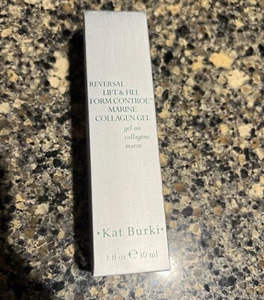 REVERSAL
LIFT & FILL
FORM CONTROL™
MARINE
COLLAGEN GEL
gel au
collagène
marin
• Kat Burki •
1 fl oz ℮ 30 ml